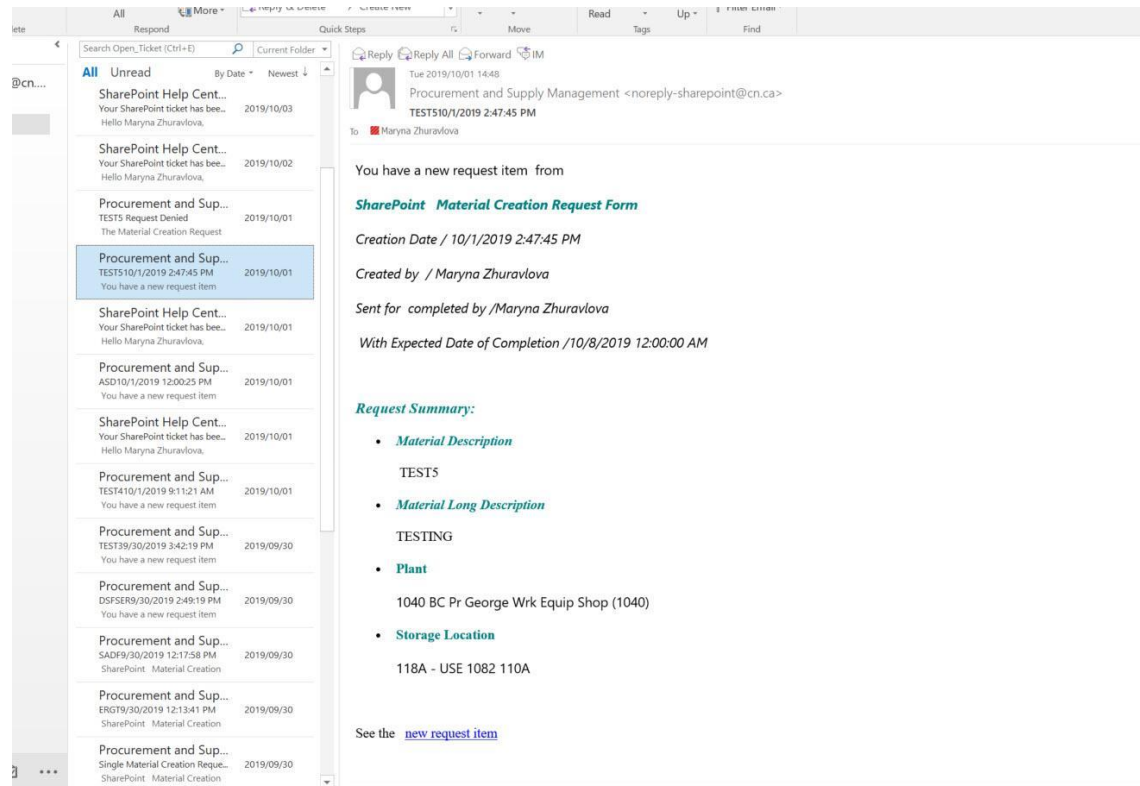 All More Reply & Delete Create New Read Up Filter Email
Respond Quick Steps Move Tags Find
Search Open_Ticket (Ctrl+E) Current Folder
All Unread By Date Newest ↓
@cn....
SharePoint Help Cent...
Your SharePoint ticket has bee... 2019/10/03
Hello Maryna Zhuravlova,
SharePoint Help Cent...
Your SharePoint ticket has bee... 2019/10/02
Hello Maryna Zhuravlova,
Procurement and Sup...
TEST5 Request Denied 2019/10/01
The Material Creation Request
Procurement and Sup...
TEST510/1/2019 2:47:45 PM 2019/10/01
You have a new request item
SharePoint Help Cent...
Your SharePoint ticket has bee... 2019/10/01
Hello Maryna Zhuravlova,
Procurement and Sup...
ASD10/1/2019 12:00:25 PM 2019/10/01
You have a new request item
SharePoint Help Cent...
Your SharePoint ticket has bee... 2019/10/01
Hello Maryna Zhuravlova,
Procurement and Sup...
TEST410/1/2019 9:11:21 AM 2019/10/01
You have a new request item
Procurement and Sup...
TEST39/30/2019 3:42:19 PM 2019/09/30
You have a new request item
Procurement and Sup...
DSFSER9/30/2019 2:49:19 PM 2019/09/30
You have a new request item
Procurement and Sup...
SADF9/30/2019 12:17:58 PM 2019/09/30
SharePoint Material Creation
Procurement and Sup...
ERGT9/30/2019 12:13:41 PM 2019/09/30
SharePoint Material Creation
Procurement and Sup...
Single Material Creation Reque... 2019/09/30
SharePoint Material Creation
Reply Reply All Forward IM
Tue 2019/10/01 14:48
Procurement and Supply Management <noreply-sharepoint@cn.ca>
TEST510/1/2019 2:47:45 PM
To Maryna Zhuravlova
You have a new request item from
SharePoint Material Creation Request Form
Creation Date / 10/1/2019 2:47:45 PM
Created by / Maryna Zhuravlova
Sent for completed by /Maryna Zhuravlova
With Expected Date of Completion /10/8/2019 12:00:00 AM
Request Summary:
• Material Description
TEST5
• Material Long Description
TESTING
• Plant
1040 BC Pr George Wrk Equip Shop (1040)
• Storage Location
118A - USE 1082 110A
See the new request item